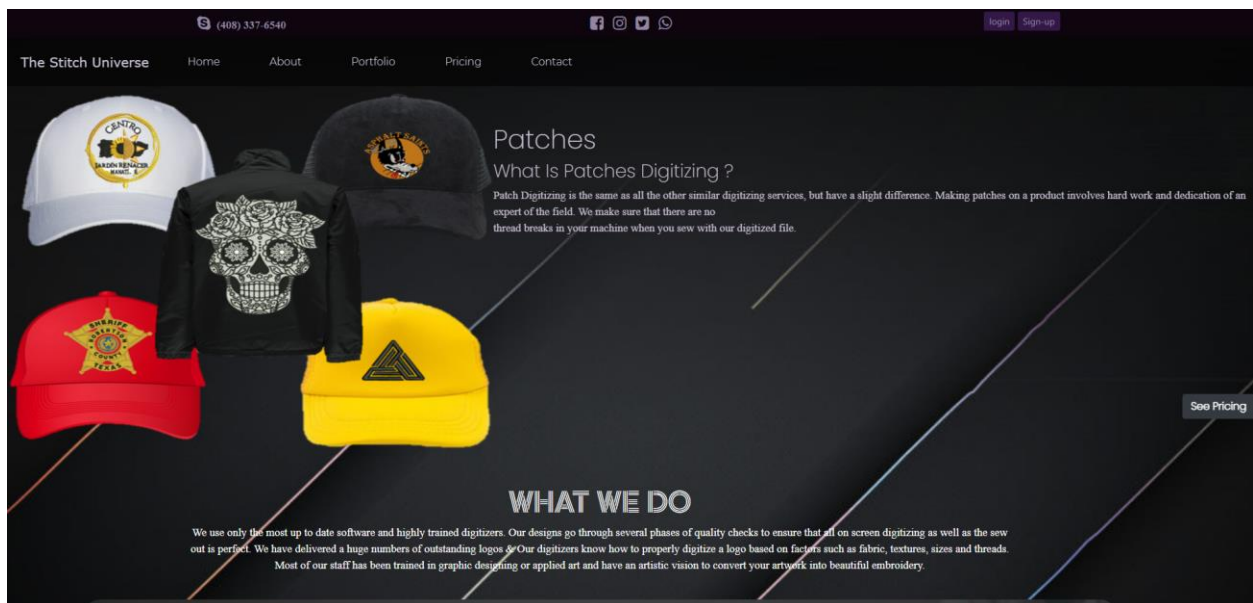 (408) 337-6540
login Sign-up
The Stitch Universe Home About Portfolio Pricing Contact
CENTRO
JARDÍN RENACER
MANATÍ,
ASPHALT SAINTS
SHERIFF
ROBERTSON
COUNTY
TEXAS
Patches
What Is Patches Digitizing ?
Patch Digitizing is the same as all the other similar digitizing services, but have a slight difference. Making patches on a product involves hard work and dedication of an
expert of the field. We make sure that there are no
thread breaks in your machine when you sew with our digitized file.
See Pricing
WHAT WE DO
We use only the most up to date software and highly trained digitizers. Our designs go through several phases of quality checks to ensure that all on screen digitizing as well as the sew
out is perfect. We have delivered a huge numbers of outstanding logos & Our digitizers know how to properly digitize a logo based on factors such as fabric, textures, sizes and threads.
Most of our staff has been trained in graphic designing or applied art and have an artistic vision to convert your artwork into beautiful embroidery.